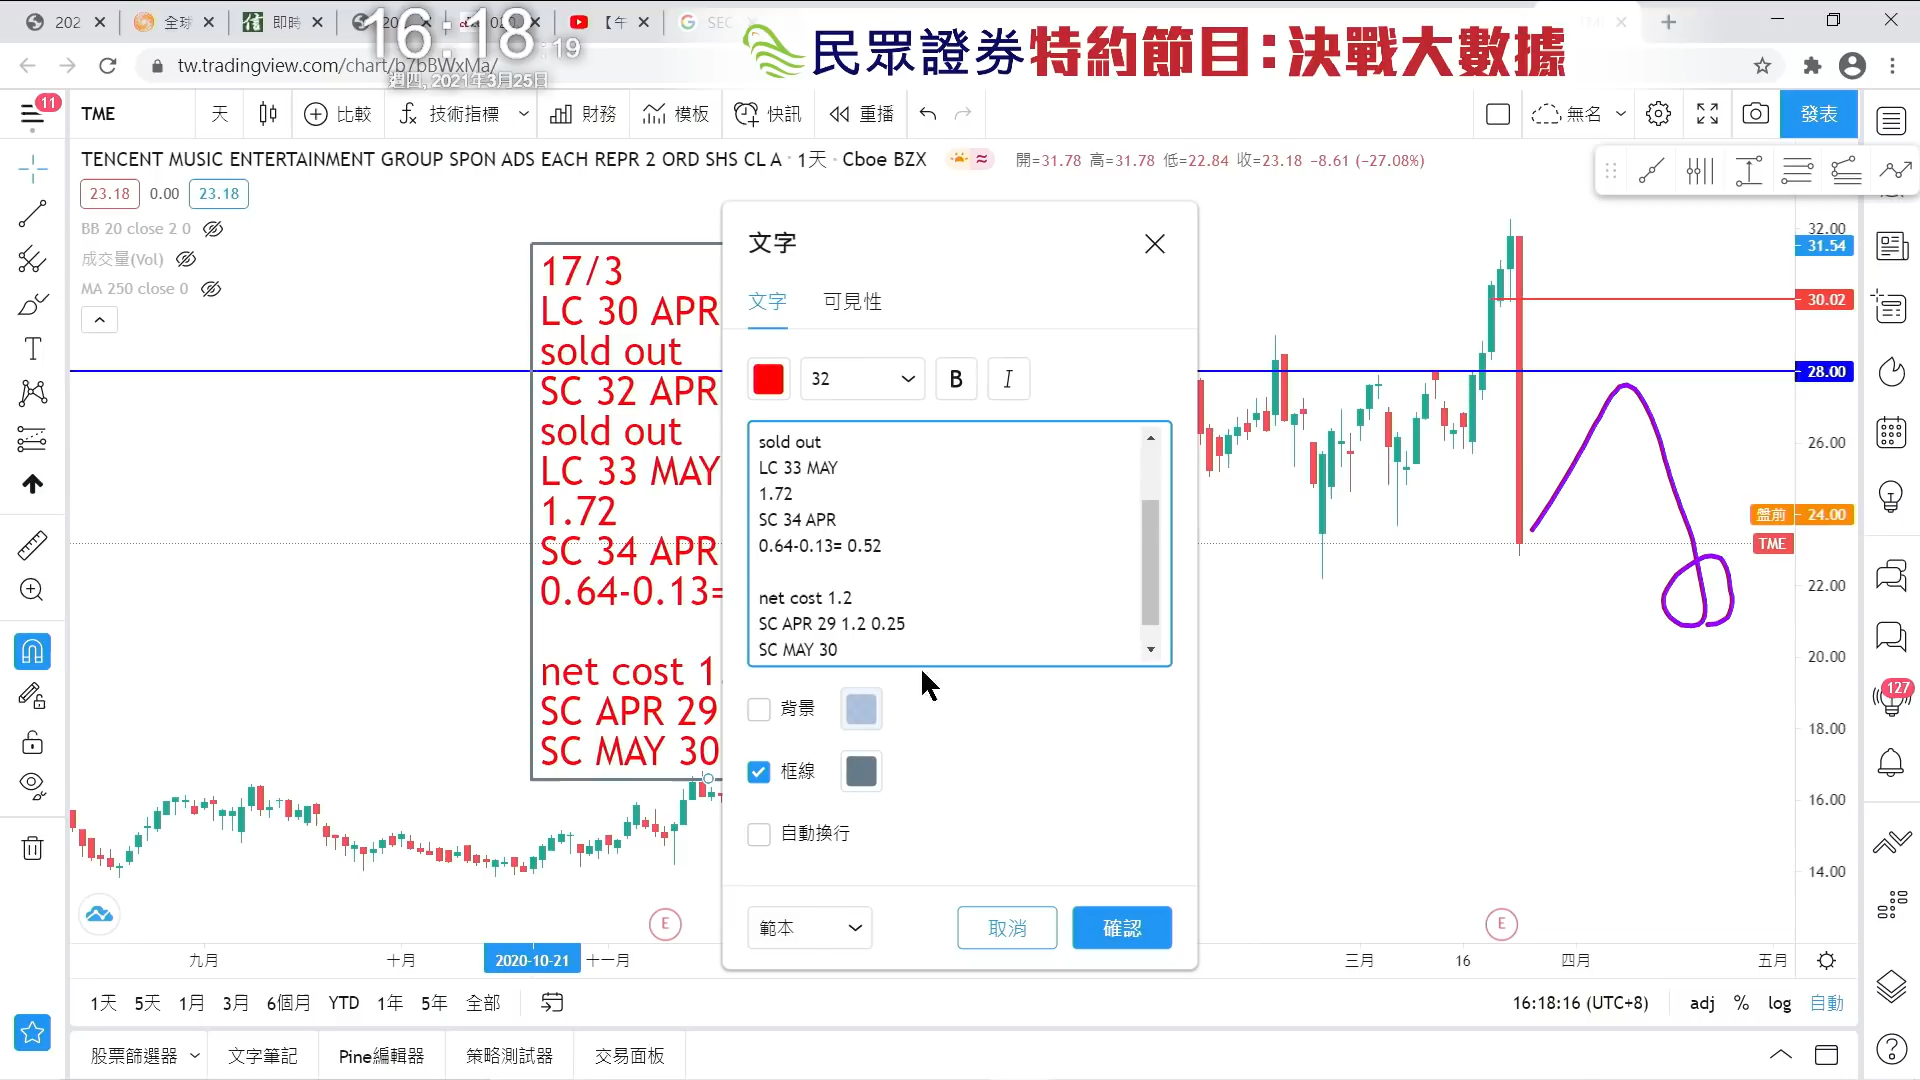 202
全球
即時
20
【午
SEC
16:18:19
週四, 2021年3月25日
民眾證券特約節目:決戰大數據
tw.tradingview.com/chart/b7bBWxMa/
11
TME
天
比較
技術指標
財務
模板
快訊
重播
無名
發表
TENCENT MUSIC ENTERTAINMENT GROUP SPON ADS EACH REPR 2 ORD SHS CL A · 1天 · Cboe BZX
開=31.78 高=31.78 低=22.84 收=23.18 −8.61 (−27.08%)
23.18 0.00 23.18
BB 20 close 2 0
成交量(Vol)
MA 250 close 0
17/3
LC 30 APR
sold out
SC 32 APR
sold out
LC 33 MAY
1.72
SC 34 APR
0.64-0.13=
net cost 1.
SC APR 29
SC MAY 30
文字
文字 可見性
32
B I
sold out
LC 33 MAY
1.72
SC 34 APR
0.64-0.13= 0.52
net cost 1.2
SC APR 29 1.2 0.25
SC MAY 30
背景
框線
自動換行
範本
取消
確認
32.00
31.54
30.02
28.00
26.00
盤前 24.00
TME
22.00
20.00
18.00
16.00
14.00
127
E
E
九月 十月 2020-10-21 十一月 三月 16 四月 五月
1天 5天 1月 3月 6個月 YTD 1年 5年 全部
16:18:16 (UTC+8) adj % log 自動
股票篩選器 文字筆記 Pine編輯器 策略測試器 交易面板